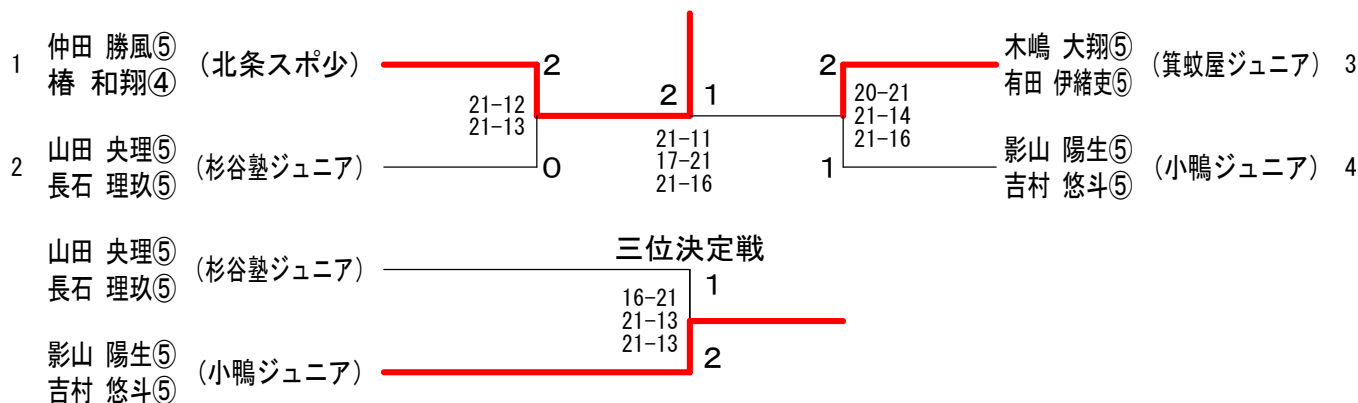 1 仲田 勝風⑤ (北条スポ少)
椿 和翔④
2
21-12
21-13
2 山田 央理⑤ (杉谷塾ジュニア)
長石 理玖⑤
0
2 1
21-11
17-21
21-16
木嶋 大翔⑤ (箕蚊屋ジュニア) 3
有田 伊緒吏⑤
2
20-21
21-14
21-16
影山 陽生⑤ (小鴨ジュニア) 4
吉村 悠斗⑤
1
三位決定戦
山田 央理⑤ (杉谷塾ジュニア)
長石 理玖⑤
1
16-21
21-13
21-13
影山 陽生⑤ (小鴨ジュニア)
吉村 悠斗⑤
2